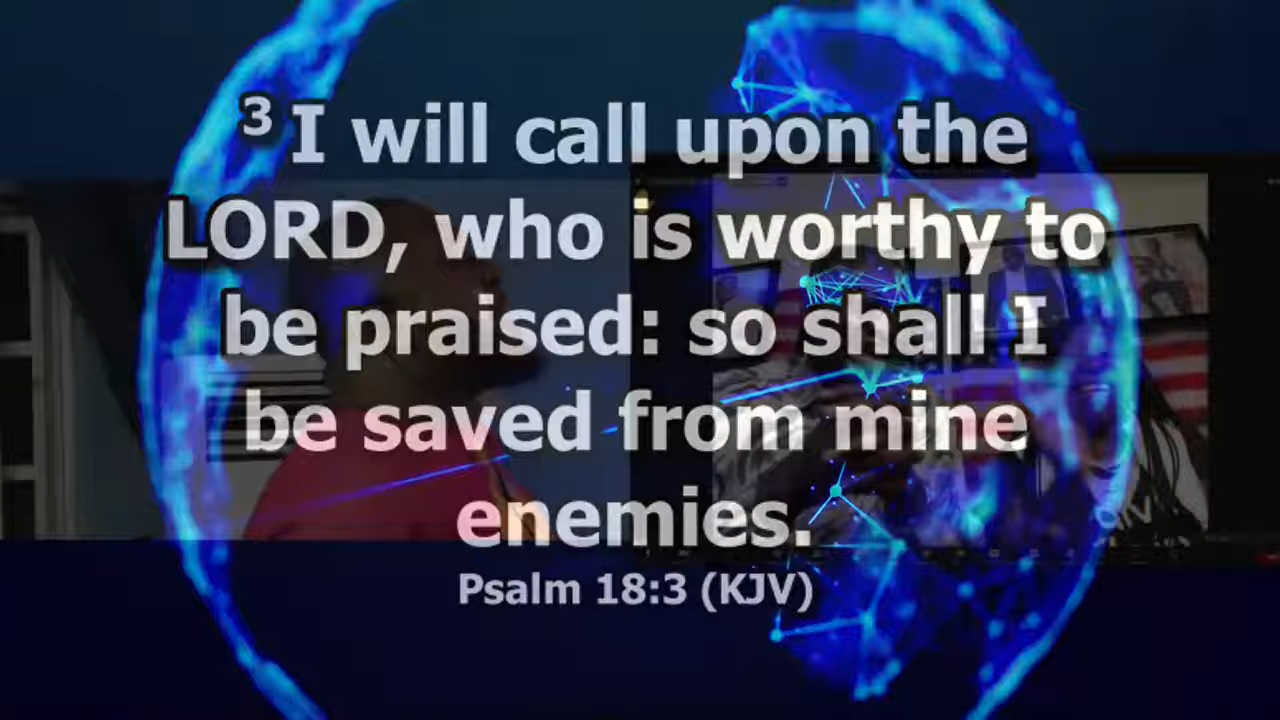 3 I will call upon the
LORD, who is worthy to
be praised: so shall I
be saved from mine
enemies.
Psalm 18:3 (KJV)